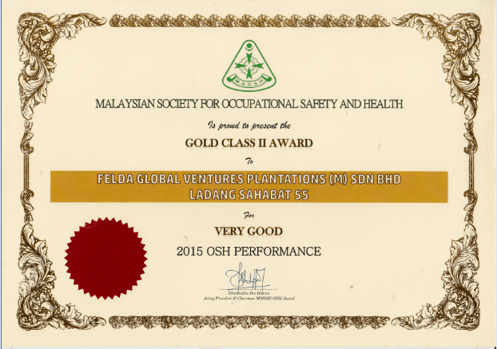 MALAYSIAN SOCIETY FOR OCCUPATIONAL SAFETY AND HEALTH
Is proud to present the
GOLD CLASS II AWARD
To
FELDA GLOBAL VENTURES PLANTATIONS (M) SDN BHD
LADANG SAHABAT 55
For
VERY GOOD
2015 OSH PERFORMANCE
Acting President & Chairman MSOSH OSH Award